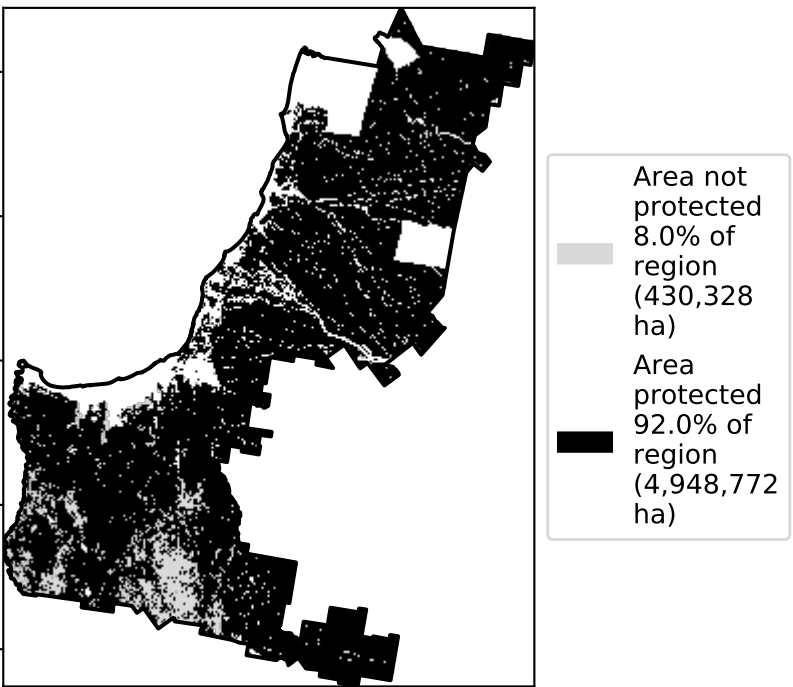 Area not
protected
8.0% of
region
(430,328
ha)
Area
protected
92.0% of
region
(4,948,772
ha)